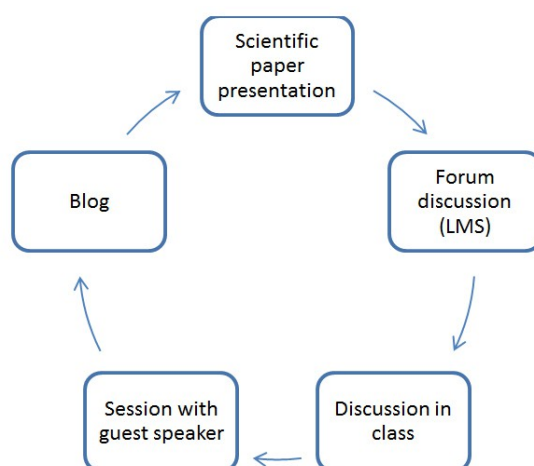 Scientific
paper
presentation
Forum
discussion
(LMS)
Discussion in
class
Session with
guest speaker
Blog